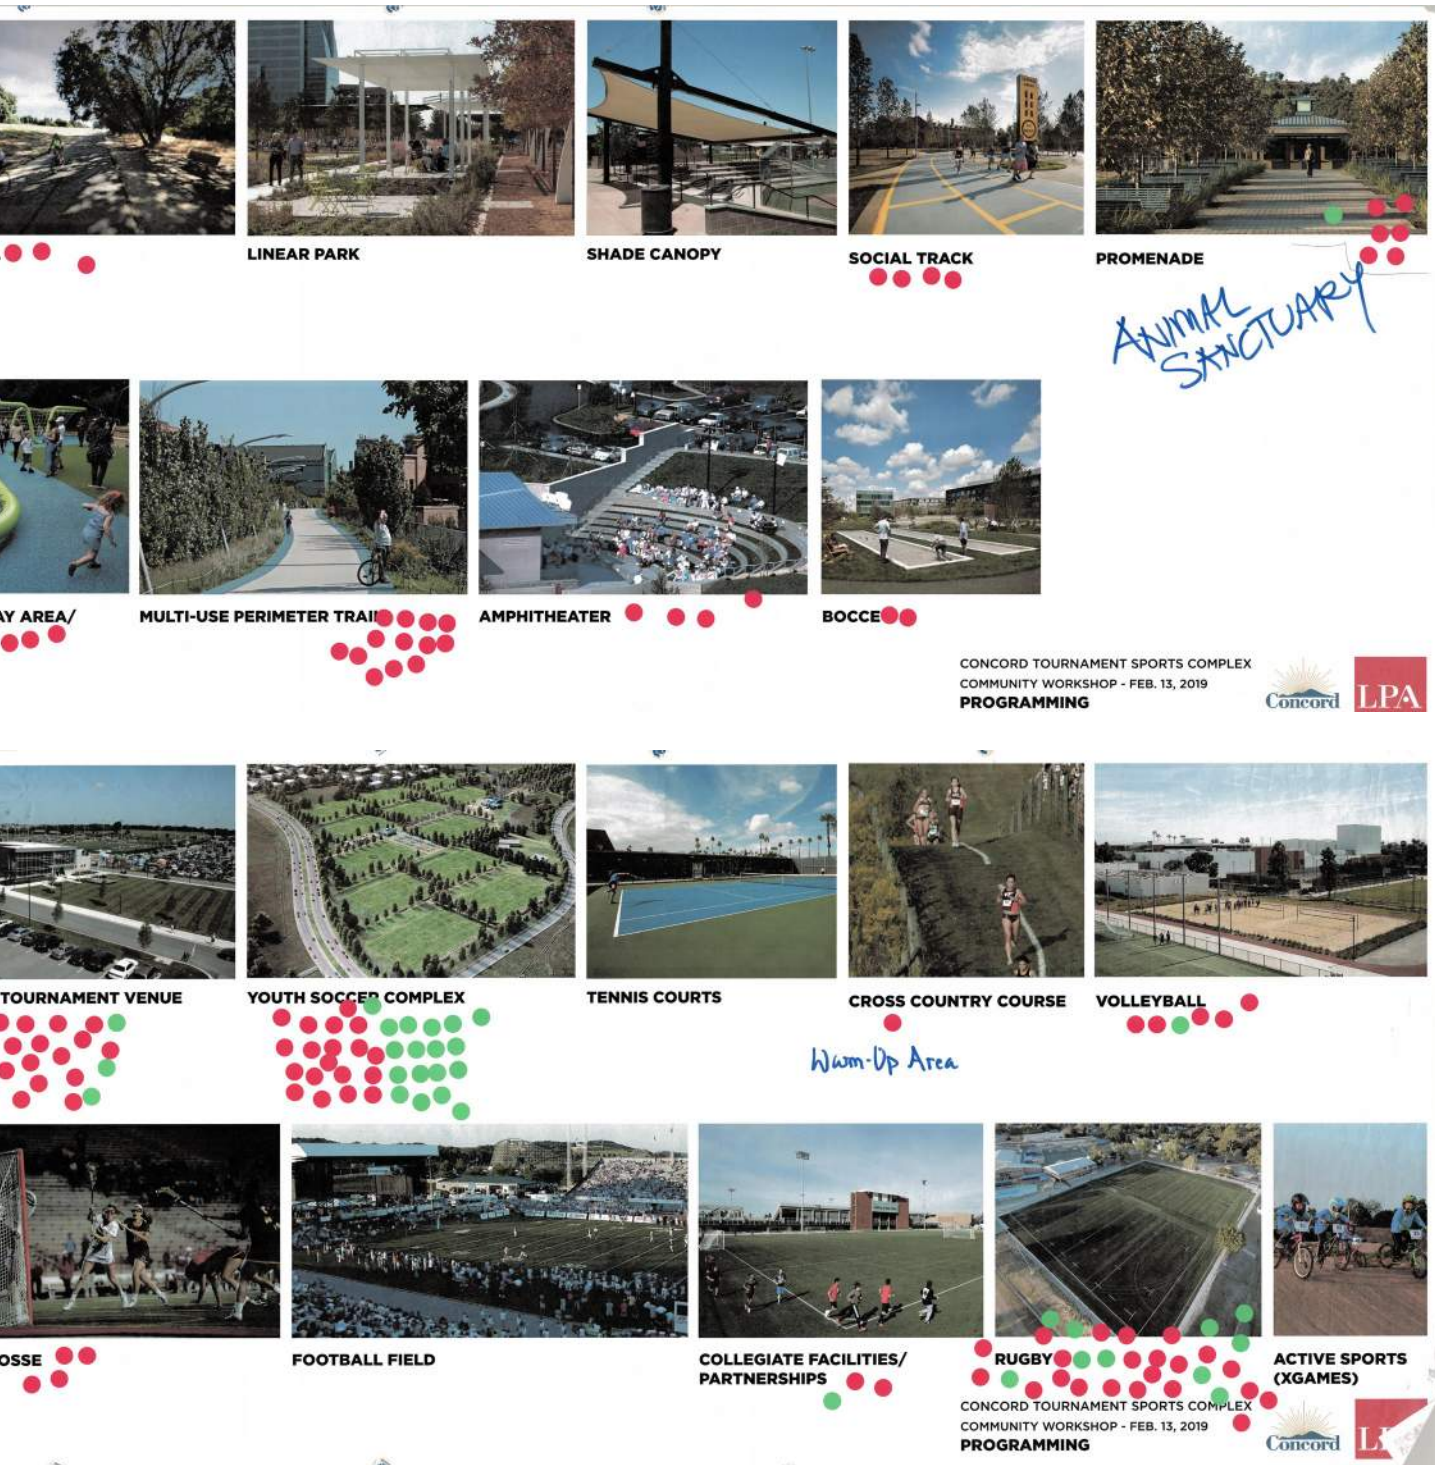 LINEAR PARK
SHADE CANOPY
SOCIAL TRACK
PROMENADE
ANIMAL
SANCTUARY
AY AREA/
MULTI-USE PERIMETER TRAIL
AMPHITHEATER
BOCCE
CONCORD TOURNAMENT SPORTS COMPLEX
COMMUNITY WORKSHOP - FEB. 13, 2019
PROGRAMMING
Concord
LPA
TOURNAMENT VENUE
YOUTH SOCCER COMPLEX
TENNIS COURTS
CROSS COUNTRY COURSE
VOLLEYBALL
Warm-Up Area
OSSE
FOOTBALL FIELD
COLLEGIATE FACILITIES/
PARTNERSHIPS
RUGBY
ACTIVE SPORTS
(XGAMES)
CONCORD TOURNAMENT SPORTS COMPLEX
COMMUNITY WORKSHOP - FEB. 13, 2019
PROGRAMMING
Concord
L